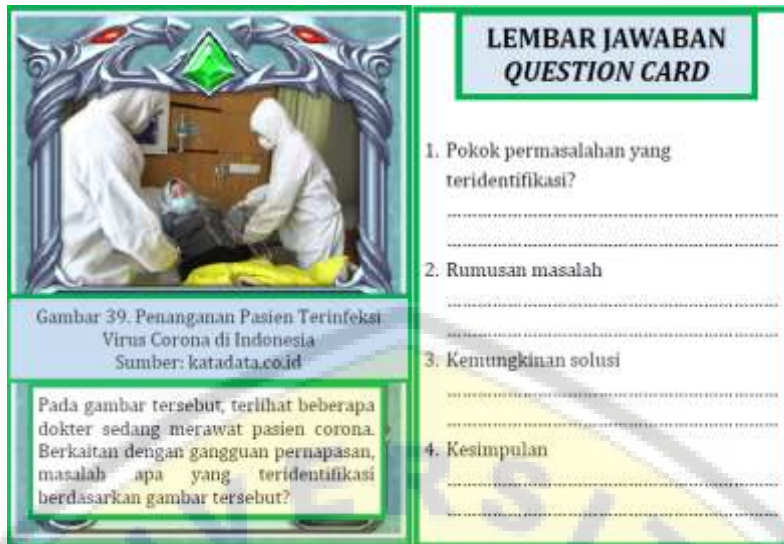 Gambar 39. Penanganan Pasien Terinfeksi
Virus Corona di Indonesia
Sumber: katadata.co.id
Pada gambar tersebut, terlihat beberapa
dokter sedang merawat pasien corona.
Berkaitan dengan gangguan pernapasan,
masalah apa yang teridentifikasi
berdasarkan gambar tersebut?
LEMBAR JAWABAN
QUESTION CARD
1. Pokok permasalahan yang
teridentifikasi?
2. Rumusan masalah
3. Kemungkinan solusi
4. Kesimpulan